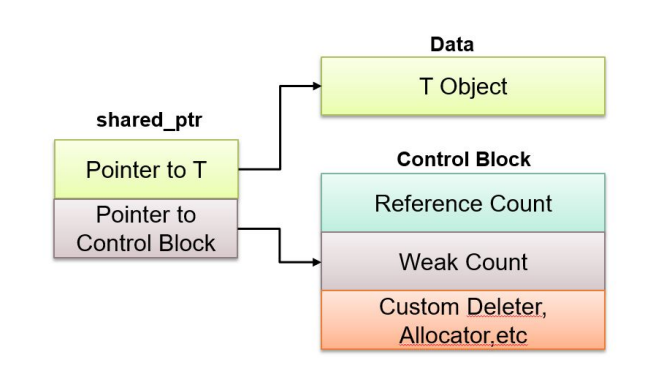 Data
T Object
shared_ptr
Pointer to T
Pointer to
Control Block
Control Block
Reference Count
Weak Count
Custom Deleter,
Allocator,etc